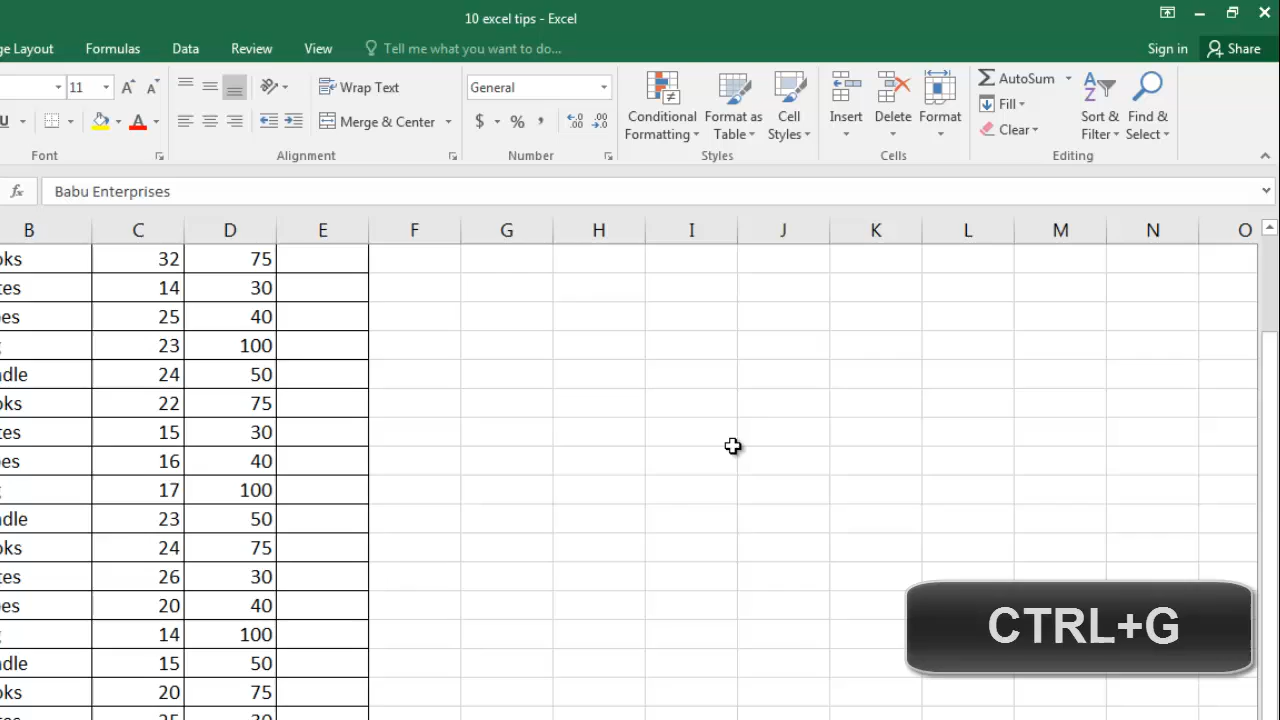 10 excel tips - Excel
ge Layout Formulas Data Review View Tell me what you want to do... Sign in Share
11 Wrap Text General AutoSum
Conditional Formatting Format as Table Cell Styles Insert Delete Format Fill Sort & Filter Find & Select
U Merge & Center $ % , Clear
Font Alignment Number Styles Cells Editing
fx Babu Enterprises
B C D E F G H I J K L M N O
oks 32 75
tes 14 30
es 25 40
23 100
ndle 24 50
oks 22 75
tes 15 30
es 16 40
17 100
ndle 23 50
oks 24 75
tes 26 30
es 20 40
14 100
ndle 15 50
oks 20 75
25 30
CTRL+G